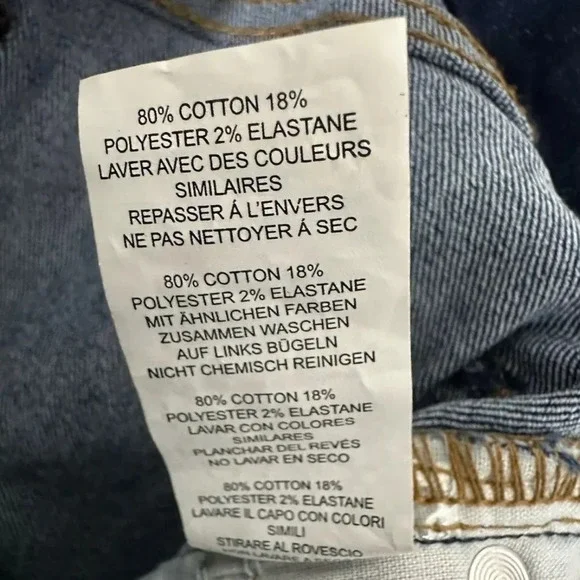 80% COTTON 18%
POLYESTER 2% ELASTANE
LAVER AVEC DES COULEURS
SIMILAIRES
REPASSER Á L'ENVERS
NE PAS NETTOYER Á SEC
80% COTTON 18%
POLYESTER 2% ELASTANE
MIT ÄHNLICHEN FARBEN
ZUSAMMEN WASCHEN
AUF LINKS BÜGELN
NICHT CHEMISCH REINIGEN
80% COTTON 18%
POLYESTER 2% ELASTANE
LAVAR CON COLORES
SIMILARES
PLANCHAR DEL REVÉS
NO LAVAR EN SECO
80% COTTON 18%
POLYESTER 2% ELASTANE
LAVARE IL CAPO CON COLORI
SIMILI
STIRARE AL ROVESCIO
NON LAVARE A